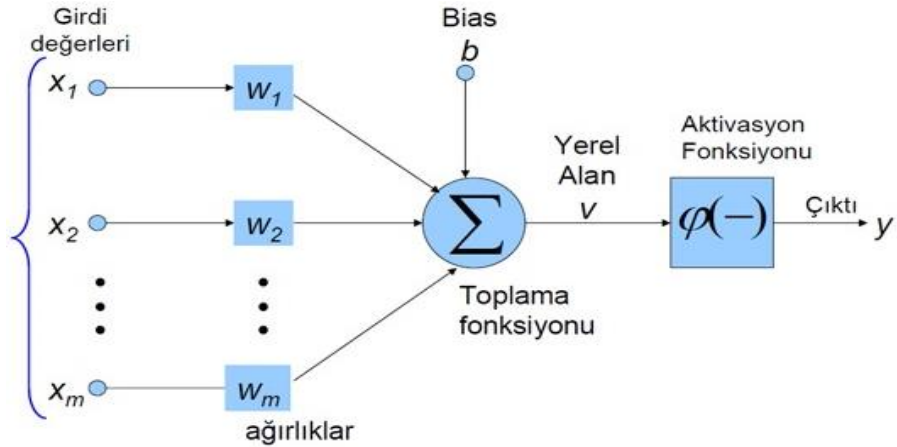 Girdi
değerleri
x₁
w₁
Bias
b
x₂
w₂
∑
Toplama
fonksiyonu
Yerel
Alan
v
Aktivasyon
Fonksiyonu
φ(−)
Çıktı
y
xₘ
wₘ
ağırlıklar